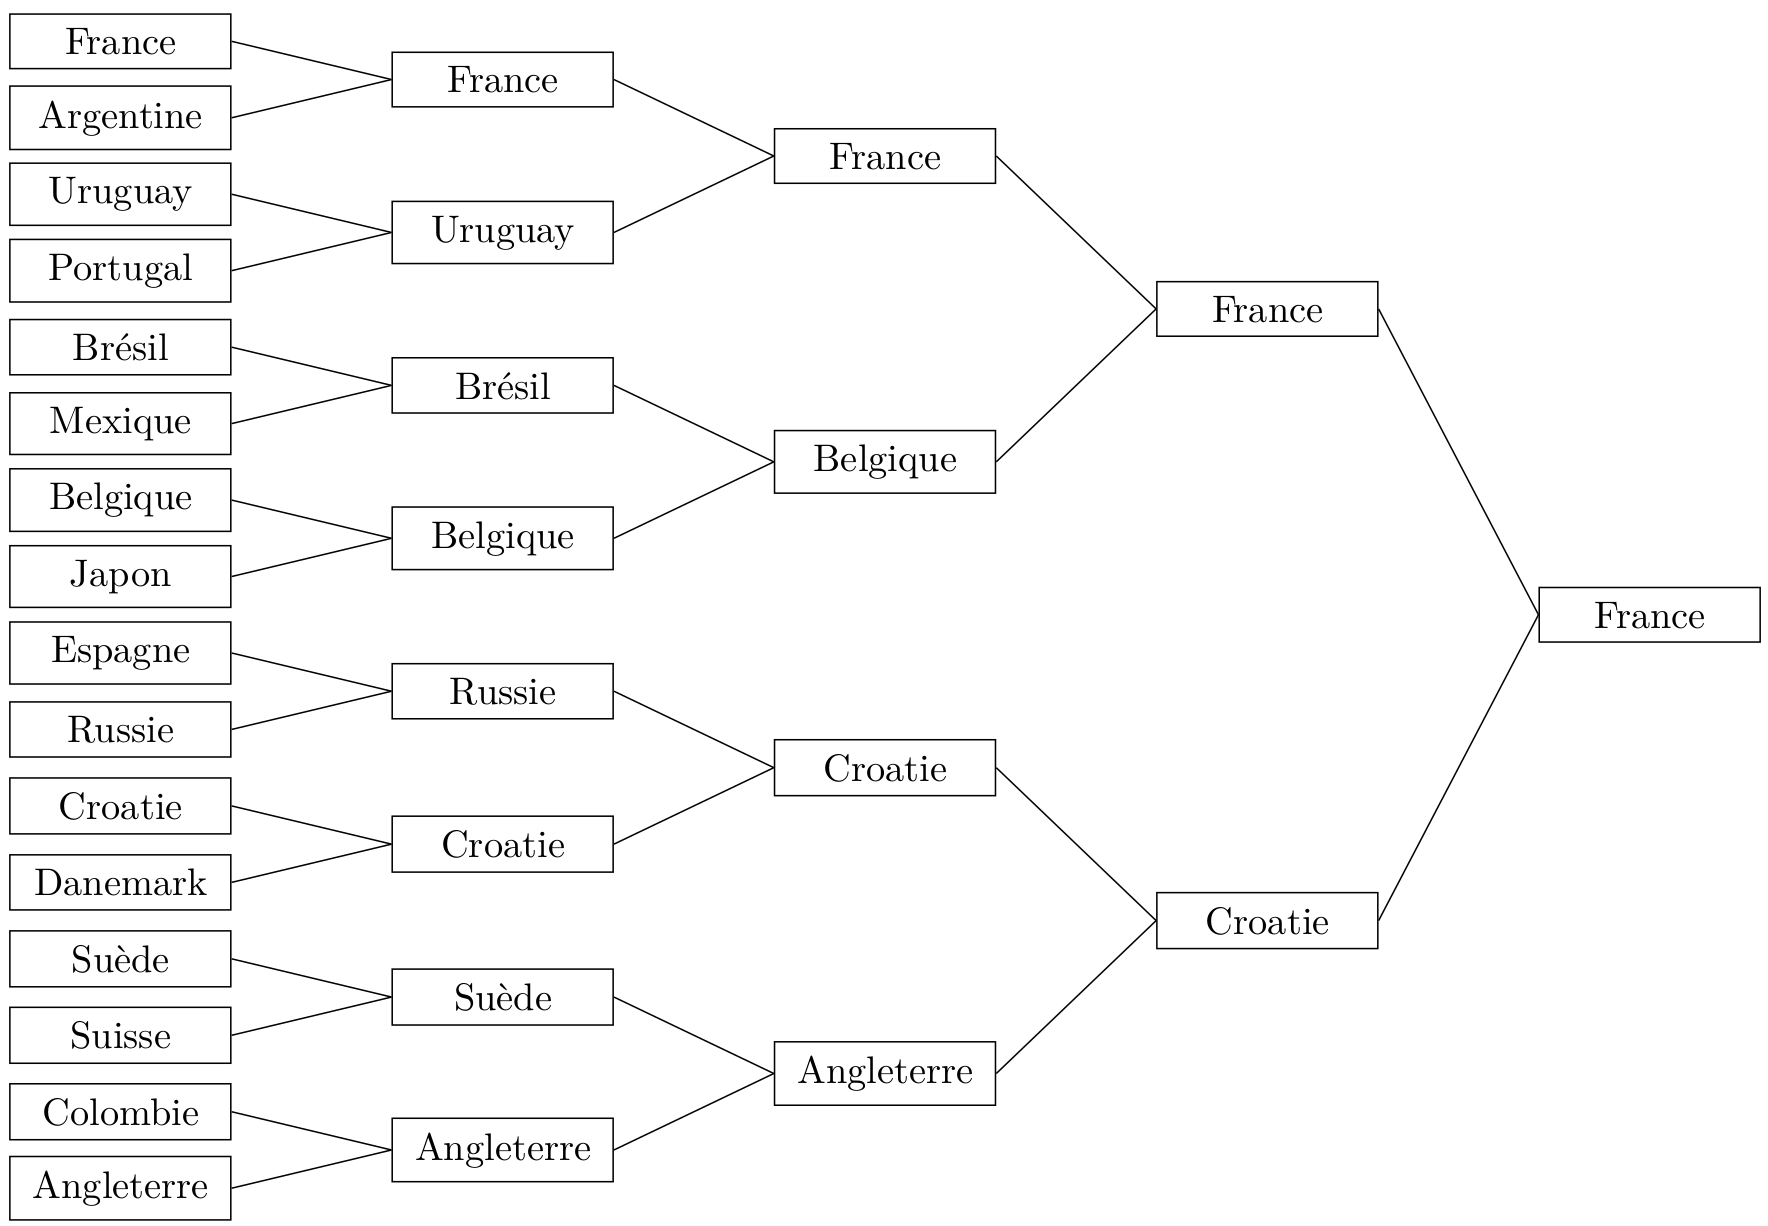 France
Argentine
Uruguay
Portugal
Brésil
Mexique
Belgique
Japon
Espagne
Russie
Croatie
Danemark
Suède
Suisse
Colombie
Angleterre
France
Uruguay
Brésil
Belgique
Russie
Croatie
Suède
Angleterre
France
Belgique
Croatie
Angleterre
France
Croatie
France